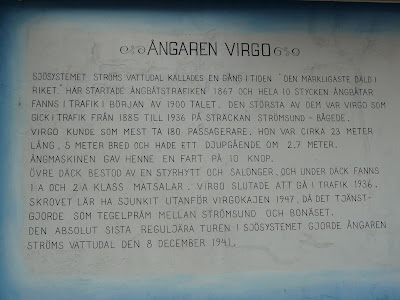 ÅNGAREN VIRGO
SJÖSYSTEMET STRÖMS VATTUDAL KALLADES EN GÅNG I TIDEN "DEN MÄRKLIGASTE DALD I
RIKET" HÄR STARTADE ÅNGBÅTSTRAFIKEN 1867 OCH HELA 10 STYCKEN ÅNGBÅTAR
FANNS I TRAFIK I BÖRJAN AV 1900 TALET. DEN STÖRSTA AV DEM VAR VIRGO SOM
GICK I TRAFIK FRÅN 1885 TILL 1936 PÅ STRÄCKAN STRÖMSUND - BÅGEDE.
VIRGO KUNDE SOM MEST TA 180 PASSAGERARE. HON VAR CIRKA 23 METER
LÅNG, 5 METER BRED OCH HADE ETT DJUPGÅENDE OM 2.7 METER.
ÅNGMASKINEN GAV HENNE EN FART PÅ 10 KNOP.
ÖVRE DÄCK BESTOD AV EN STYRHYTT OCH SALONGER, OCH UNDER DÄCK FANNS
1:A OCH 2:A KLASS MATSALAR. VIRGO SLUTADE ATT GÅ I TRAFIK 1936.
SKROVET LÄR HA SJUNKIT UTANFÖR VIRGOKAJEN 1947, DÅ DET TJÄNST-
GJORDE SOM TEGELPRÅM MELLAN STRÖMSUND OCH BONÄSET.
DEN ABSOLUT SISTA REGULJÄRA TUREN I SJÖSYSTEMET GJORDE ÅNGAREN
STRÖMS VATTUDAL DEN 8 DECEMBER 1941.